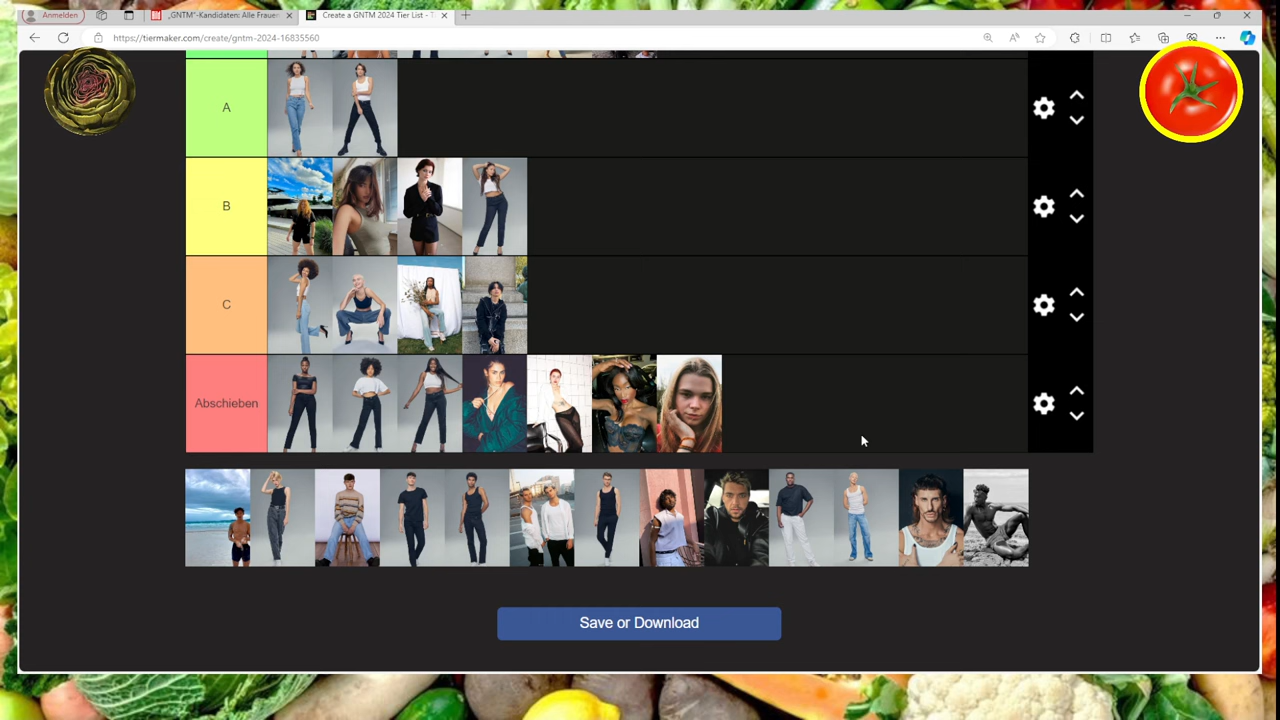 Anmelden
„GNTM"-Kandidaten: Alle Frauen
Create a GNTM 2024 Tier List - T
https://tiermaker.com/create/gntm-2024-16835560
A
B
C
Abschieben
Save or Download